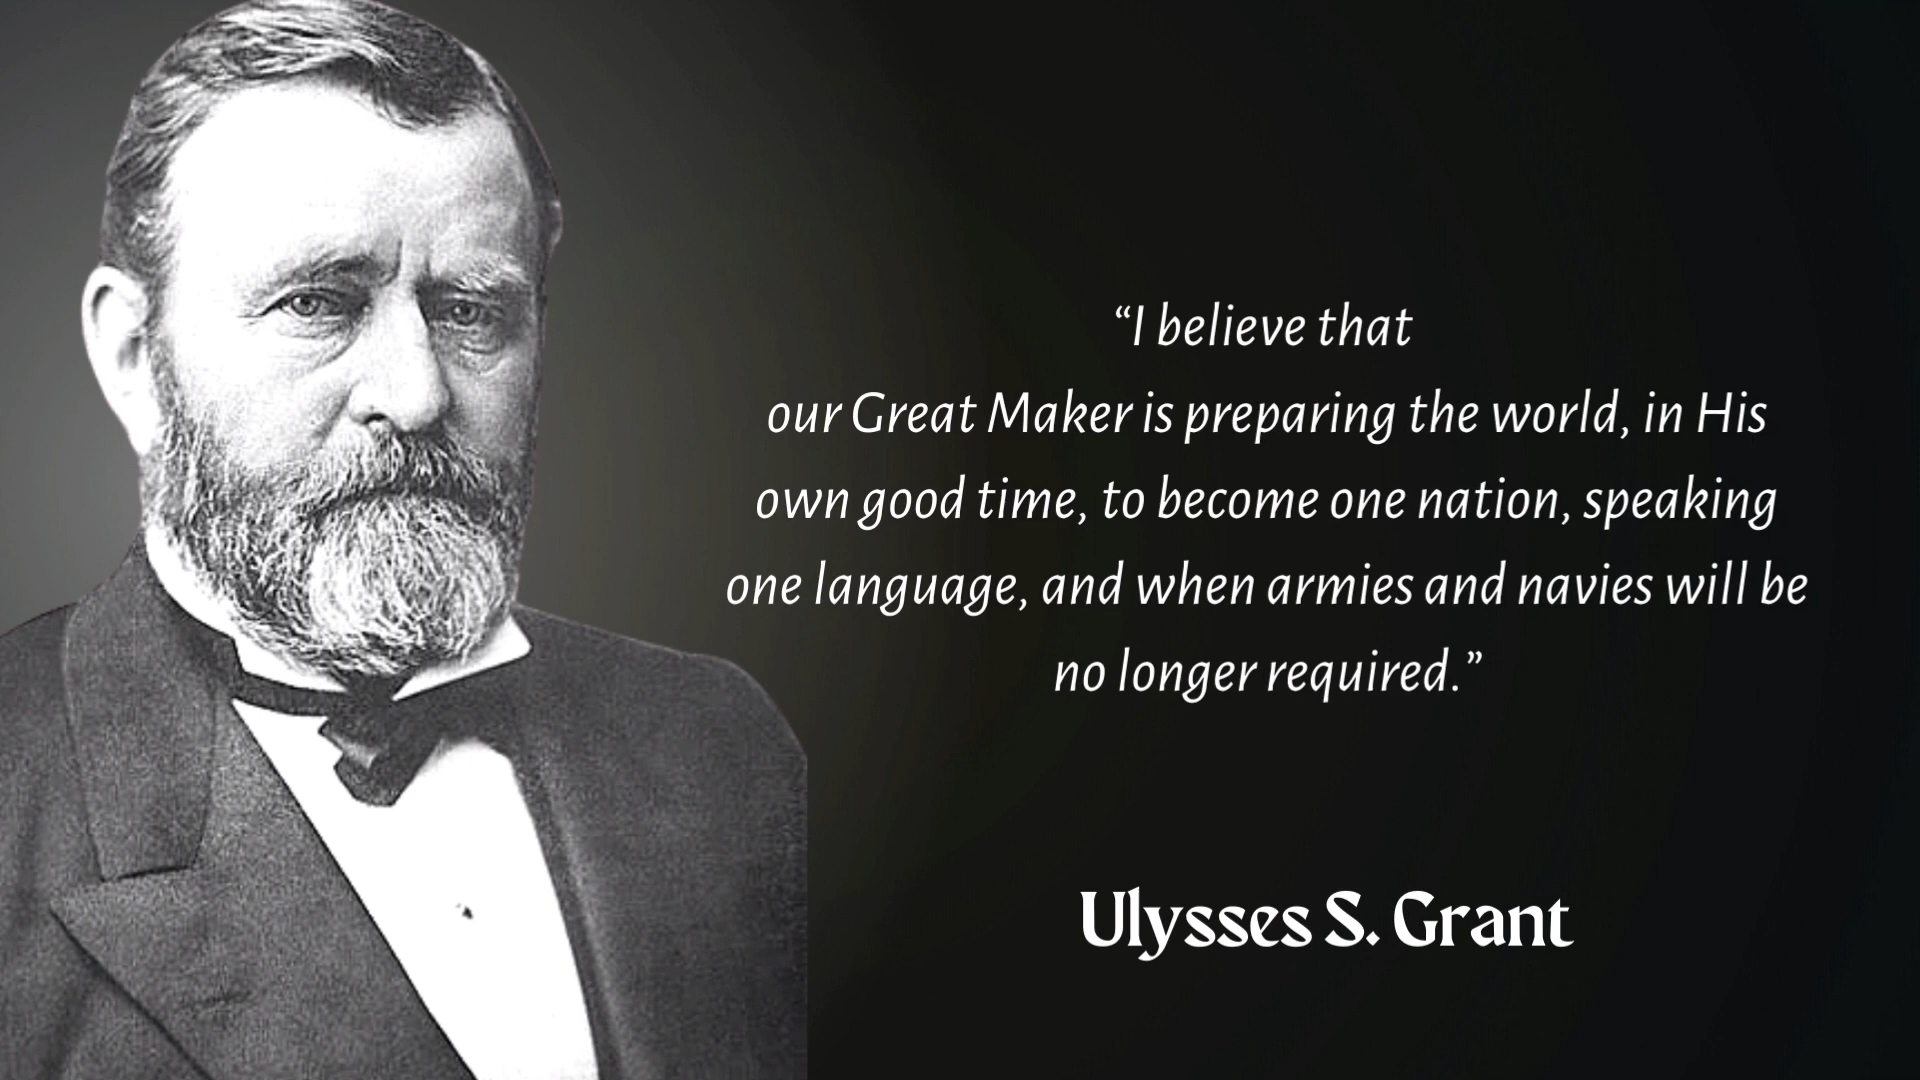 “I believe that
our Great Maker is preparing the world, in His
own good time, to become one nation, speaking
one language, and when armies and navies will be
no longer required.”
Ulysses S. Grant